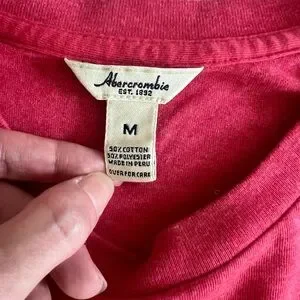 Abercrombie
EST. 1892
M
50% COTTON
50% POLYESTER
MADE IN PERU
OVER FOR CARE